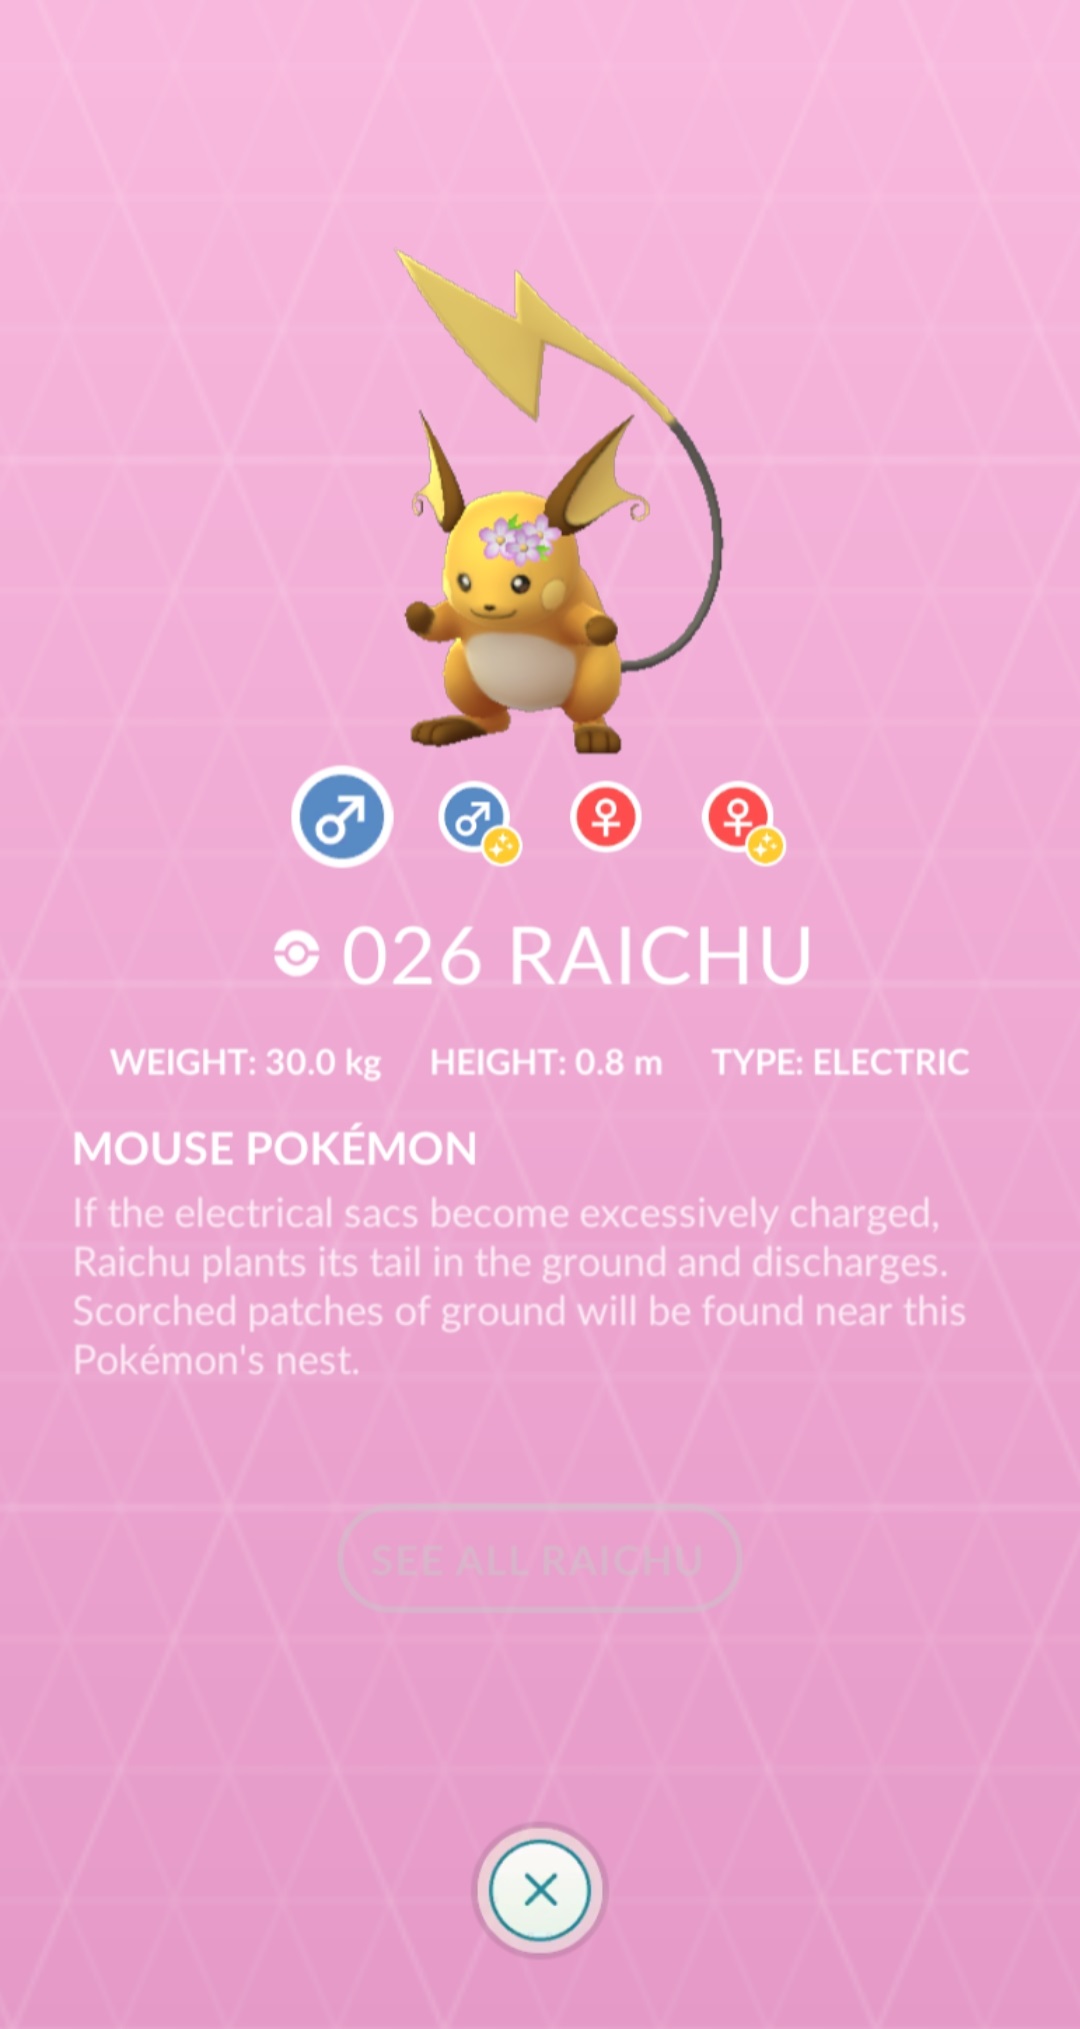 026 RAICHU
WEIGHT: 30.0 kg HEIGHT: 0.8 m TYPE: ELECTRIC
MOUSE POKÉMON
If the electrical sacs become excessively charged,
Raichu plants its tail in the ground and discharges.
Scorched patches of ground will be found near this
Pokémon's nest.
SEE ALL RAICHU